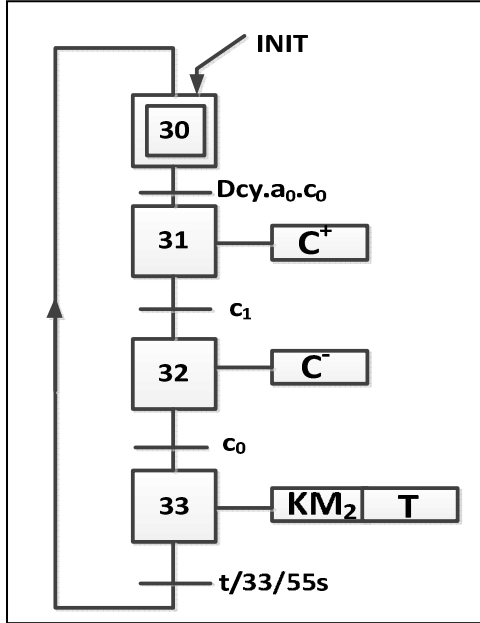 INIT
30
Dcy.a₀.c₀
31
C⁺
c₁
32
C⁻
c₀
33
KM₂ T
t/33/55s